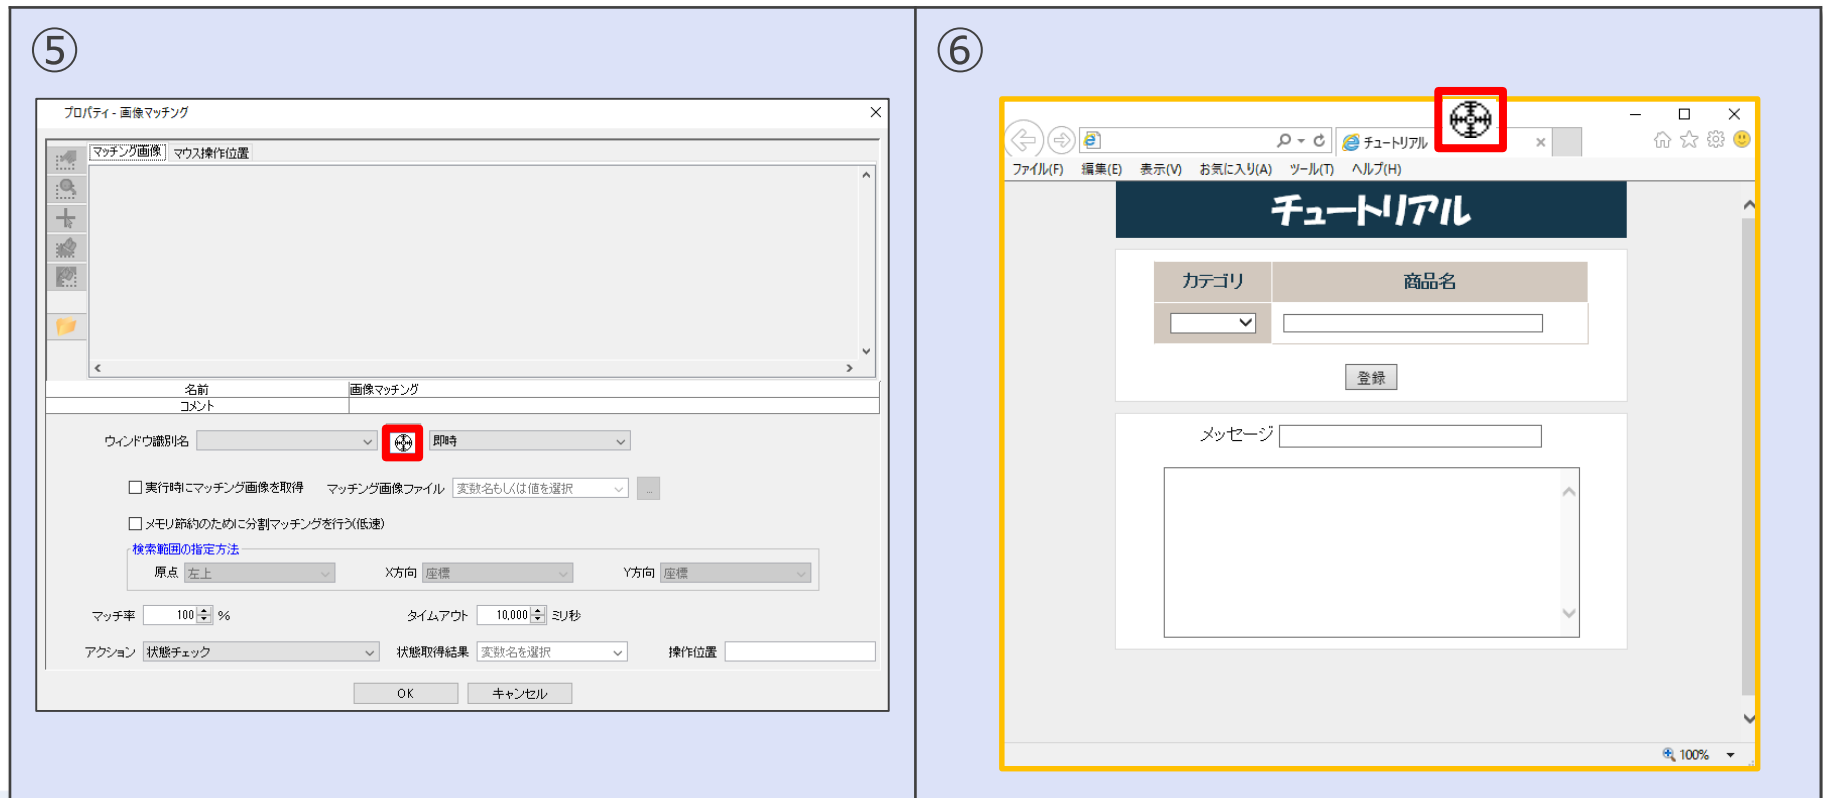 ⑤
プロパティ - 画像マッチング
マッチング画像 マウス操作位置
名前 画像マッチング
コメント
ウィンドウ識別名 即時
実行時にマッチング画像を取得 マッチング画像ファイル 変数名もしくは値を選択 ...
メモリ節約のために分割マッチングを行う(低速)
検索範囲の指定方法
原点 左上 X方向 座標 Y方向 座標
マッチ率 100 % タイムアウト 10,000 ミリ秒
アクション 状態チェック 状態取得結果 変数名を選択 操作位置
OK キャンセル
⑥
チュートリアル
ファイル(F) 編集(E) 表示(V) お気に入り(A) ツール(T) ヘルプ(H)
チュートリアル
カテゴリ 商品名
登録
メッセージ
100%